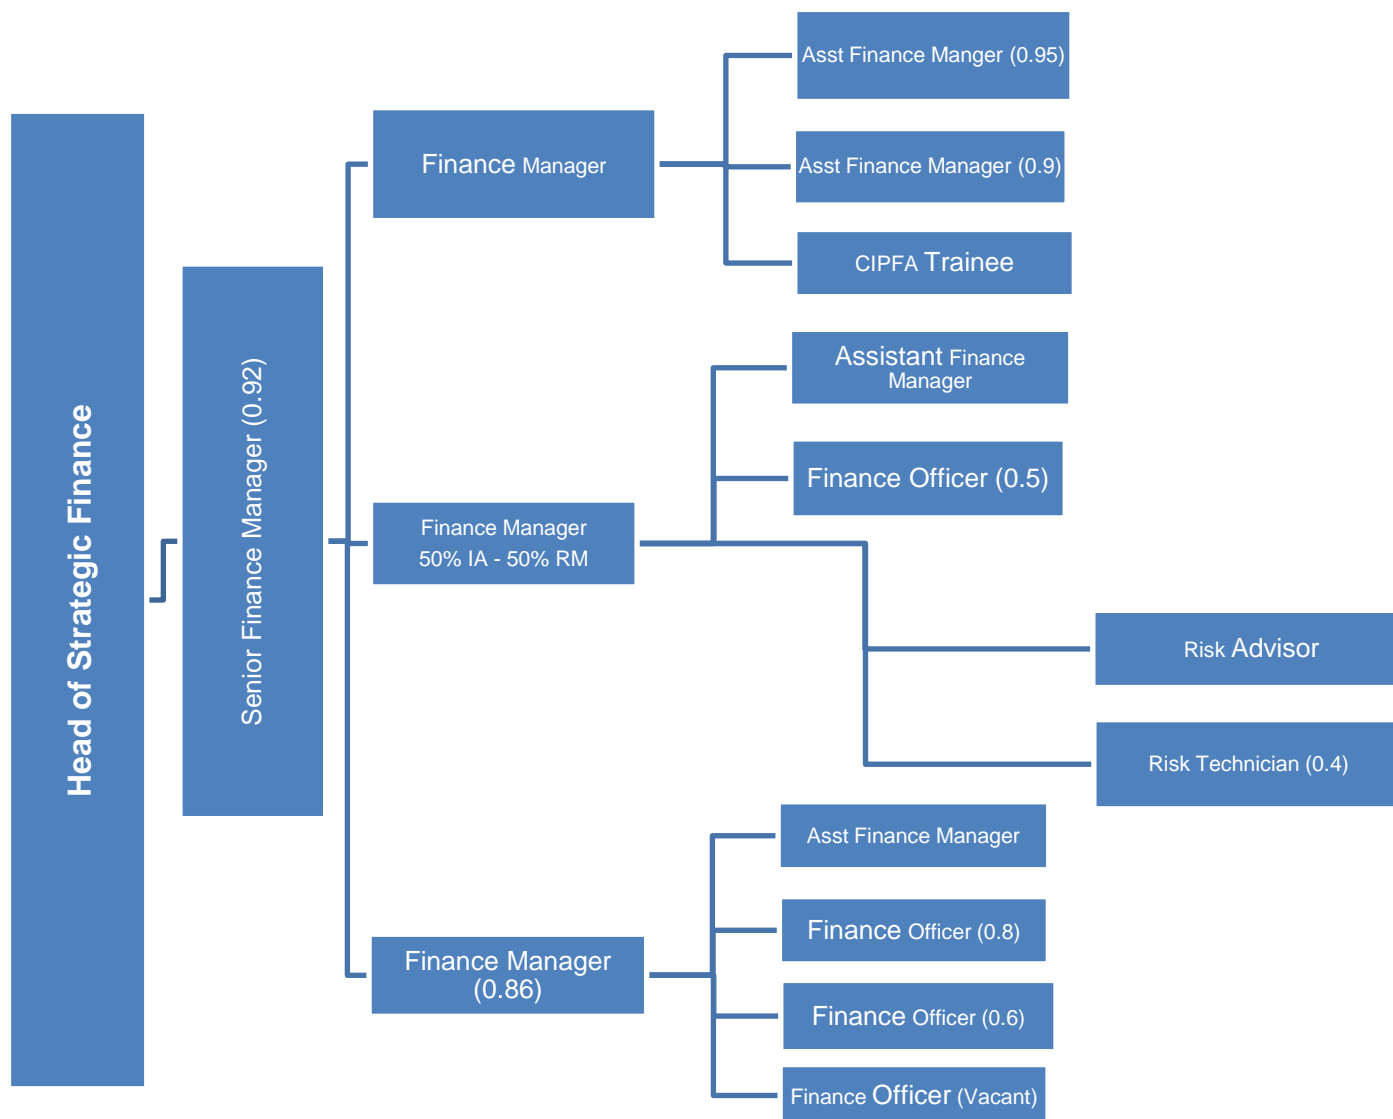 Head of Strategic Finance
Senior Finance Manager (0.92)
Finance Manager
Asst Finance Manger (0.95)
Asst Finance Manager (0.9)
CIPFA Trainee
Finance Manager
50% IA - 50% RM
Assistant Finance
Manager
Finance Officer (0.5)
Risk Advisor
Risk Technician (0.4)
Finance Manager
(0.86)
Asst Finance Manager
Finance Officer (0.8)
Finance Officer (0.6)
Finance Officer (Vacant)